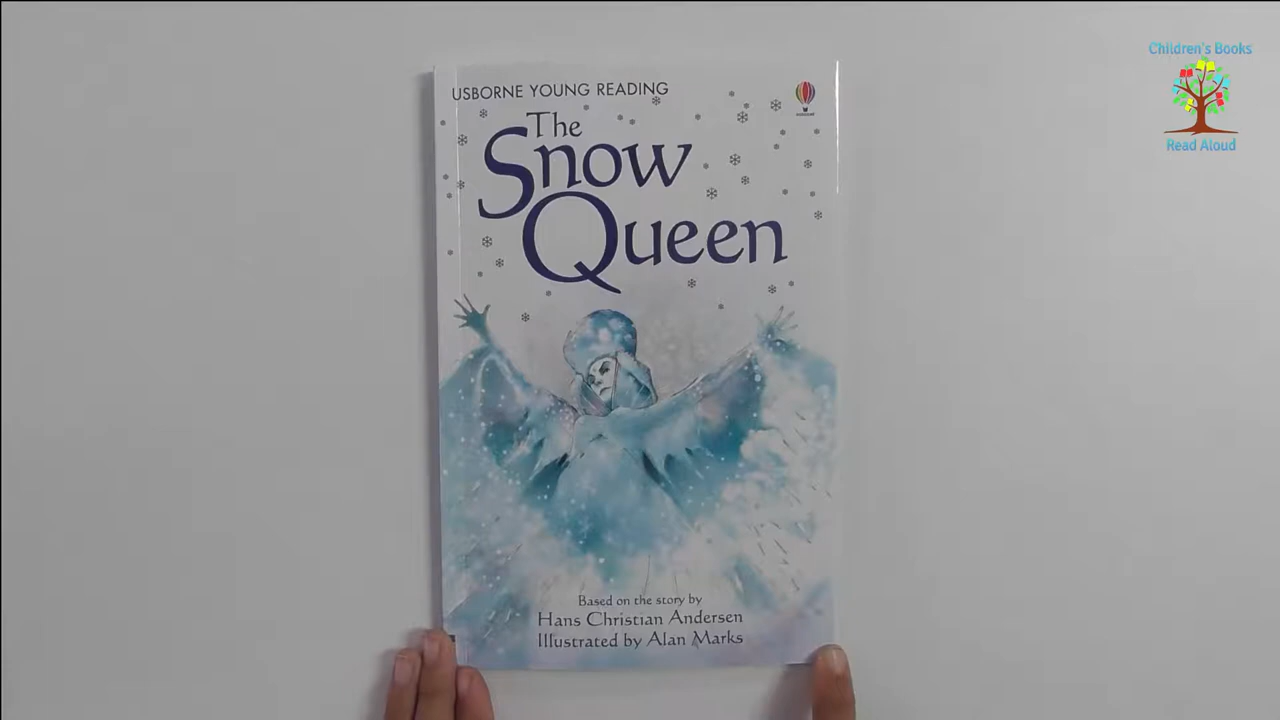 USBORNE YOUNG READING
The
Snow
Queen
Based on the story by
Hans Christian Andersen
Illustrated by Alan Marks
Children's Books
Read Aloud